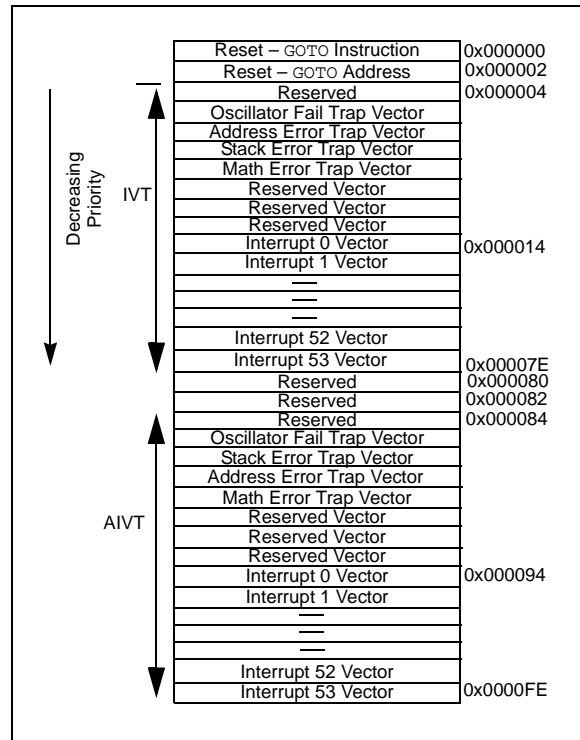 Reset – GOTO Instruction 0x000000
Reset – GOTO Address 0x000002
Reserved 0x000004
Oscillator Fail Trap Vector
Address Error Trap Vector
Stack Error Trap Vector
Math Error Trap Vector
Reserved Vector
Reserved Vector
Reserved Vector
Interrupt 0 Vector 0x000014
Interrupt 1 Vector
—
—
—
Interrupt 52 Vector
Interrupt 53 Vector 0x00007E
Reserved 0x000080
Reserved 0x000082
Reserved 0x000084
Oscillator Fail Trap Vector
Stack Error Trap Vector
Address Error Trap Vector
Math Error Trap Vector
Reserved Vector
Reserved Vector
Reserved Vector
Interrupt 0 Vector 0x000094
Interrupt 1 Vector
—
—
—
Interrupt 52 Vector
Interrupt 53 Vector 0x0000FE
Decreasing
Priority
IVT
AIVT